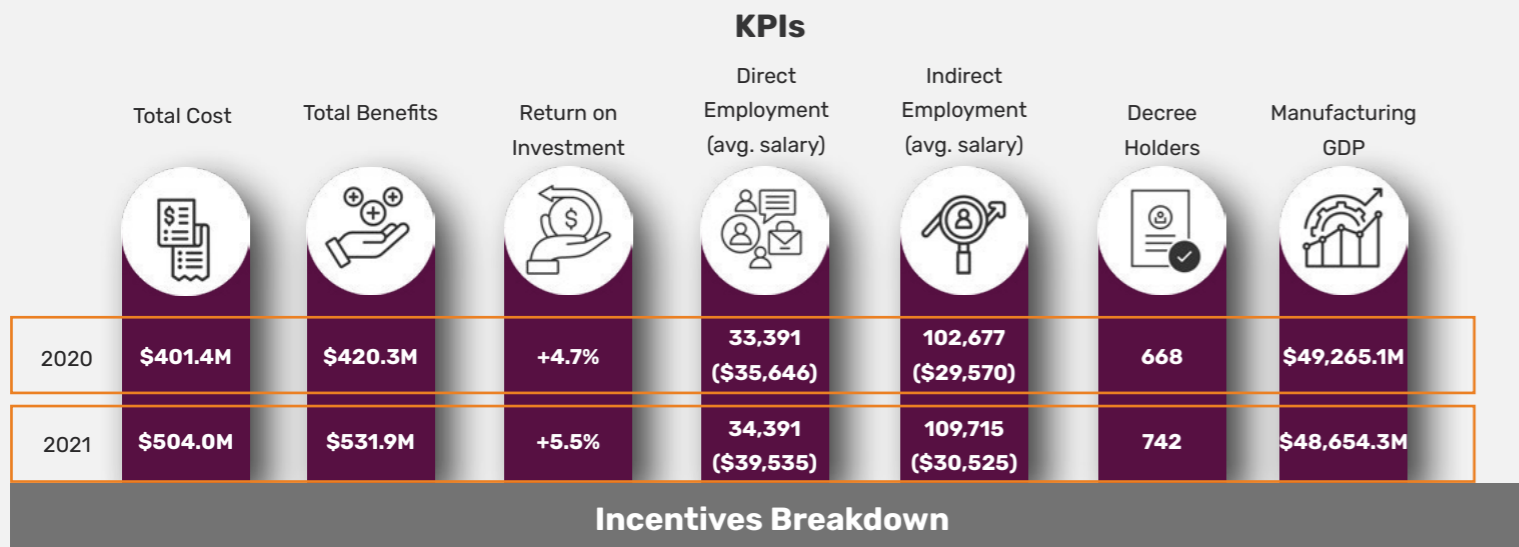 KPIs
Total Cost
Total Benefits
Return on
Investment
Direct
Employment
(avg. salary)
Indirect
Employment
(avg. salary)
Decree
Holders
Manufacturing
GDP
2020
$401.4M
$420.3M
+4.7%
33,391
($35,646)
102,677
($29,570)
668
$49,265.1M
2021
$504.0M
$531.9M
+5.5%
34,391
($39,535)
109,715
($30,525)
742
$48,654.3M
Incentives Breakdown